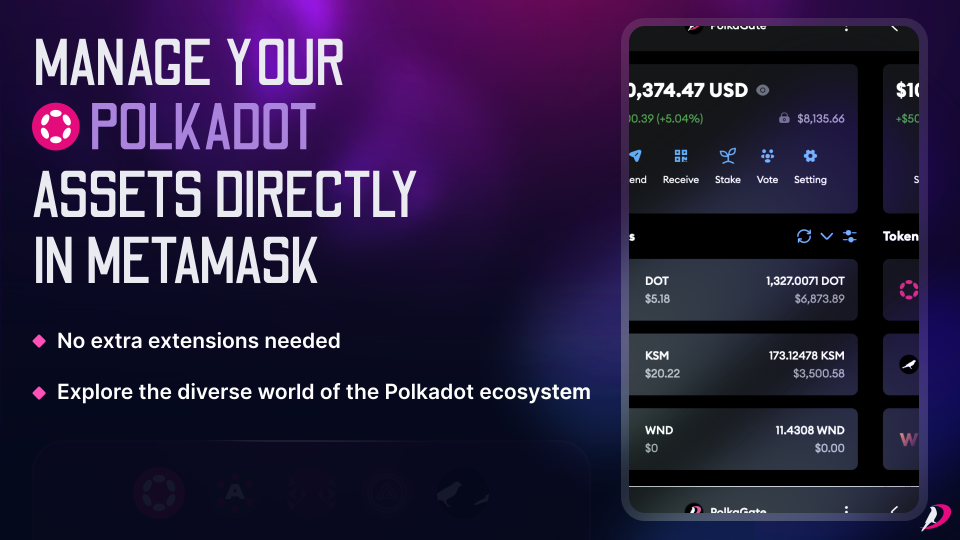 MANAGE YOUR
POLKADOT
ASSETS DIRECTLY
IN METAMASK
No extra extensions needed
Explore the diverse world of the Polkadot ecosystem
A
PolkaGate
0,374.47 USD
00.39 (+5.04%) $8,135.66
end Receive Stake Vote Setting
s
DOT 1,327.0071 DOT
$5.18 $6,873.89
KSM 173.12478 KSM
$20.22 $3,500.58
WND 11.4308 WND
$0 $0.00
PolkaGate
$10
+$50
S
Token
W